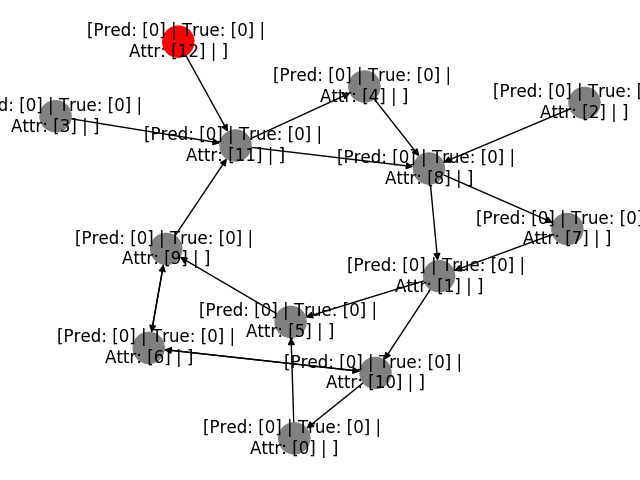 [Pred: [0] | True: [0] |
Attr: [12] | ]
[Pred: [0] | True: [0] |
Attr: [4] | ]
[Pred: [0] | True: [
Attr: [2] | ]
d: [0] | True: [0] |
Attr: [3] | ]
[Pred: [0] | True: [0] |
Attr: [11] | ]
[Pred: [0] | True: [0] |
Attr: [8] | ]
[Pred: [0] | True: [0]
Attr: [7] | ]
[Pred: [0] | True: [0] |
Attr: [9] | ]
[Pred: [0] | True: [0] |
Attr: [1] | ]
[Pred: [0] | True: [0] |
Attr: [5] | ]
[Pred: [0] | True: [0] |
Attr: [6] | ]
[Pred: [0] | True: [0] |
Attr: [10] | ]
[Pred: [0] | True: [0] |
Attr: [0] | ]